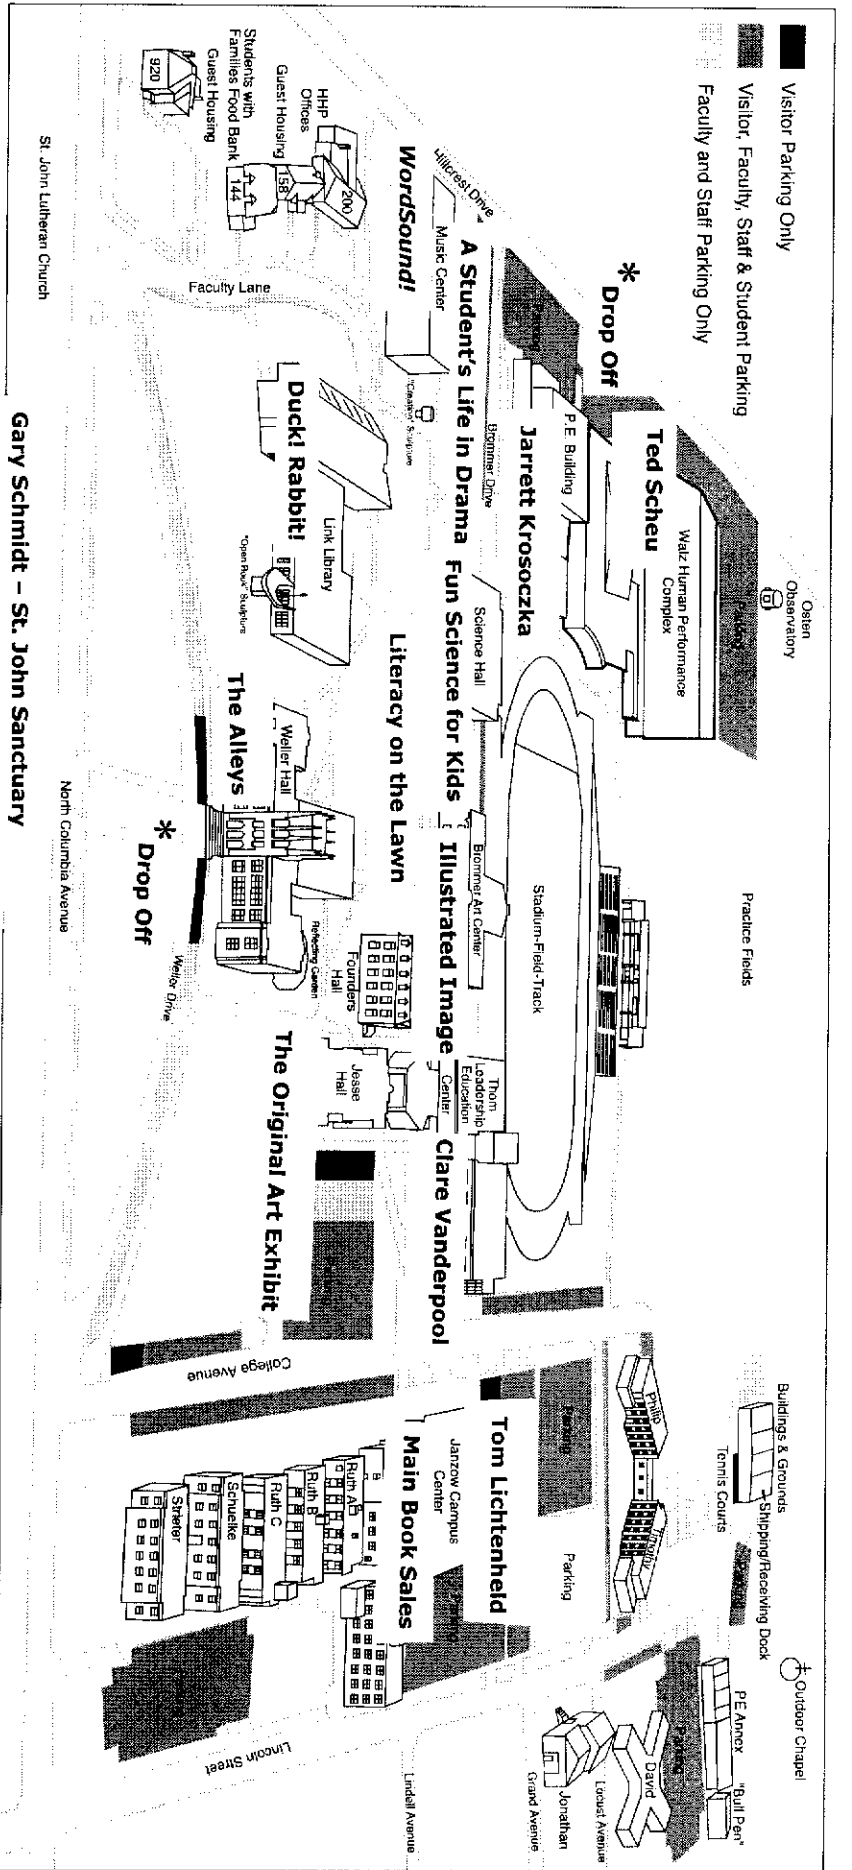 Visitor Parking Only
Visitor, Faculty, Staff & Student Parking
Faculty and Staff Parking Only
Osten
Observatory
Practice Fields
Buildings & Grounds
Shipping/Receiving Dock
Tennis Courts
Outdoor Chapel
PE Annex
"Bull Pen"
Parking
Parking
Parking
David
Jonathan
Locust Avenue
Grand Avenue
Lindell Avenue
Philip
Timothy
Parking
Parking
* Drop Off
Ted Scheu
Walz Human Performance
Complex
P.E. Building
Jarrett Krosoczka
Parking
Hillcrest Drive
Brommer Drive
Stadium-Field-Track
A Student's Life in Drama
Fun Science for Kids
Science Hall
Illustrated Image
Brommer Art Center
Thom
Leadership
Education
Center
Clare Vanderpool
Tom Lichtenheld
Janzow Campus
Center
Main Book Sales
Parking
WordSound!
Music Center
"Creation" Sculpture
Literacy on the Lawn
HHP
Offices
Guest Housing
Students with
Families Food Bank
Guest Housing
920
200
158
144
Faculty Lane
Duck! Rabbit!
Link Library
"Open Book" Sculpture
The Alleys
Weller Hall
Reflecting Garden
Founders
Hall
Jesse
Hall
The Original Art Exhibit
Parking
College Avenue
Ruth A
Ruth B
Ruth C
Schuelke
Strieter
Lincoln Street
* Drop Off
Weller Drive
St. John Lutheran Church
North Columbia Avenue
Gary Schmidt – St. John Sanctuary